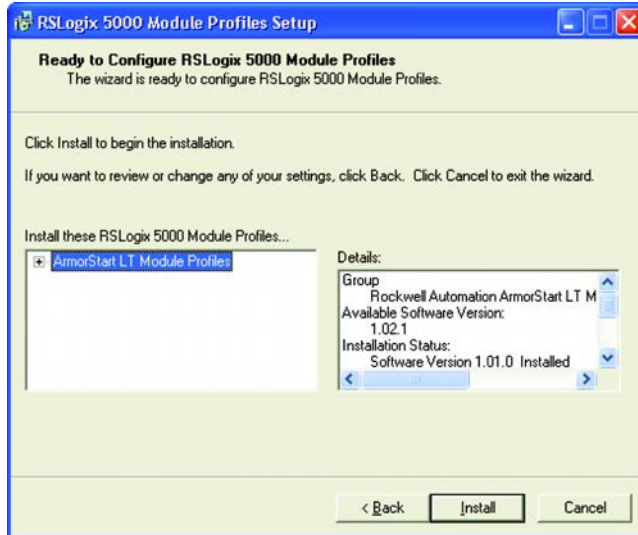 RSLogix 5000 Module Profiles Setup
Ready to Configure RSLogix 5000 Module Profiles
The wizard is ready to configure RSLogix 5000 Module Profiles.
Click Install to begin the installation.
If you want to review or change any of your settings, click Back. Click Cancel to exit the wizard.
Install these RSLogix 5000 Module Profiles...
ArmorStart LT Module Profiles
Details:
Group
Rockwell Automation ArmorStart LT M
Available Software Version:
1.02.1
Installation Status:
Software Version 1.01.0 Installed
< Back
Install
Cancel